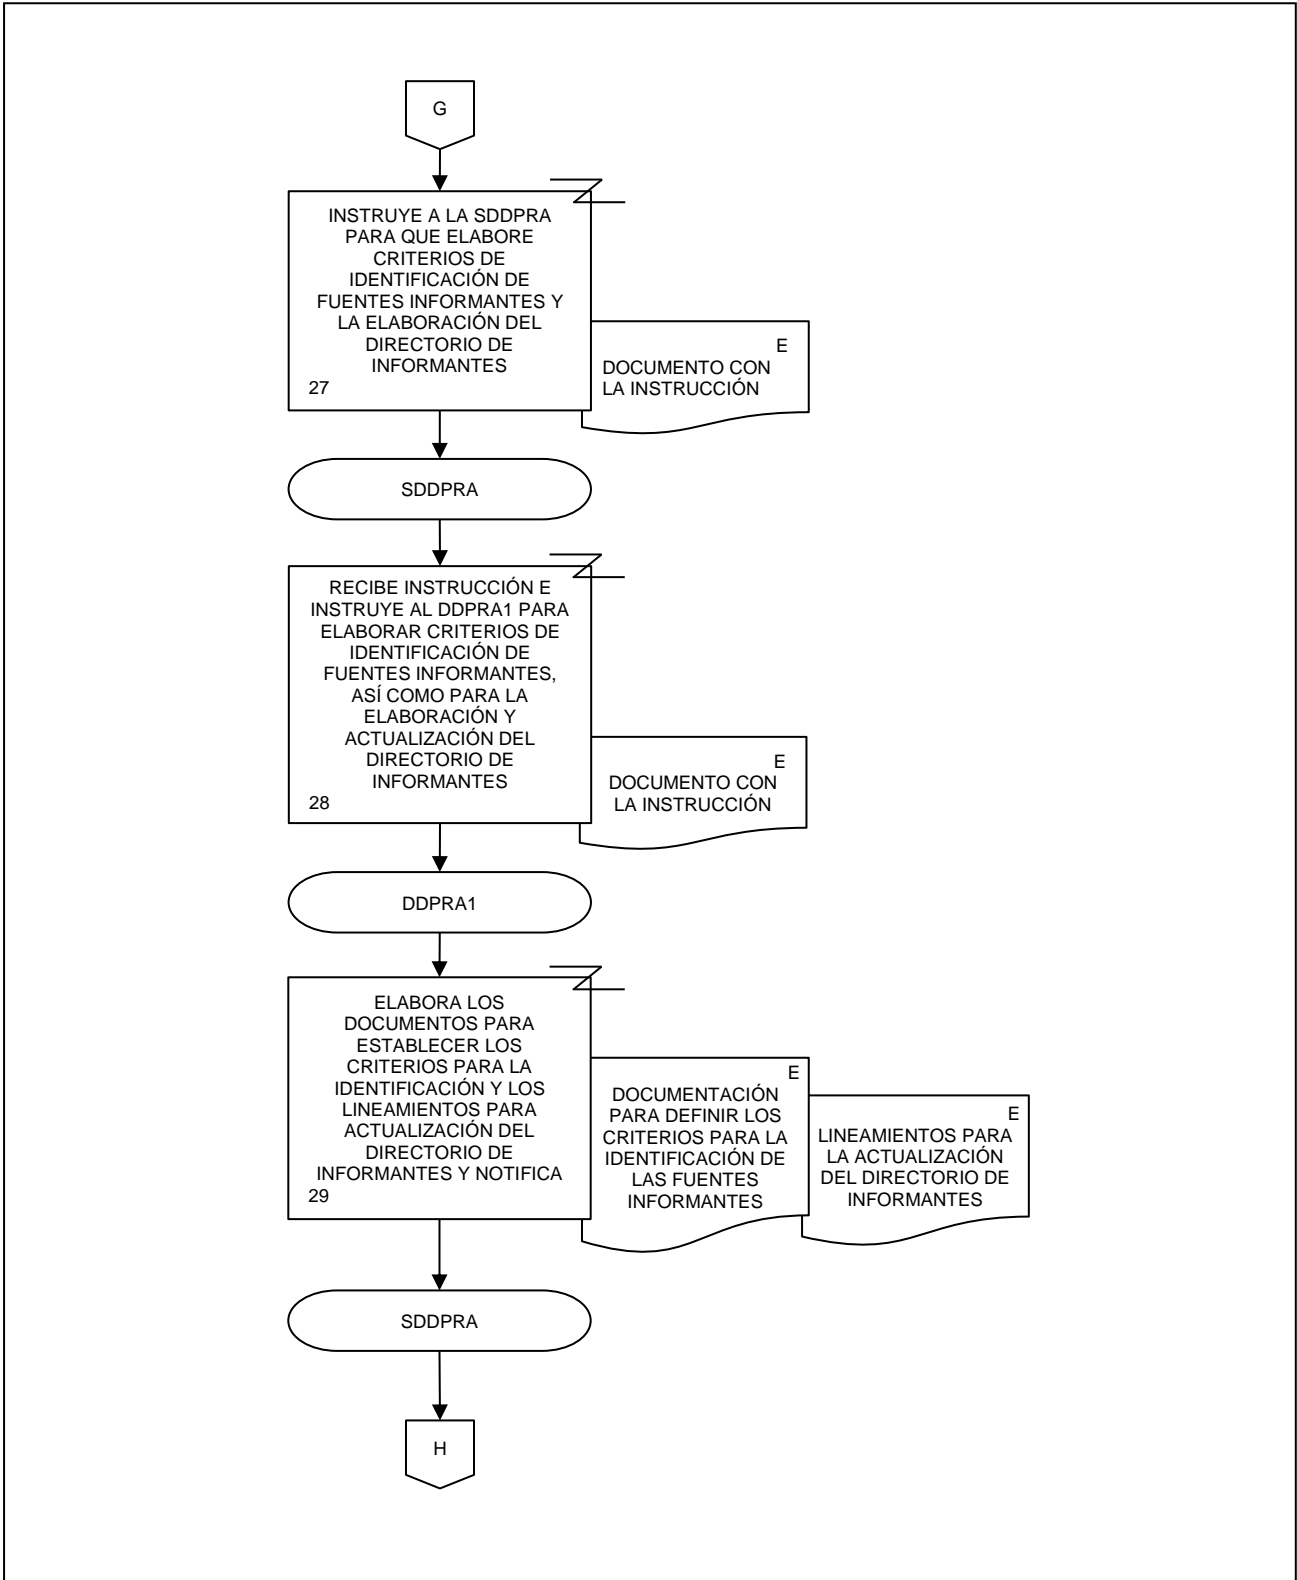 G
INSTRUYE A LA SDDPRA
PARA QUE ELABORE
CRITERIOS DE
IDENTIFICACIÓN DE
FUENTES INFORMANTES Y
LA ELABORACIÓN DEL
DIRECTORIO DE
INFORMANTES
27
E
DOCUMENTO CON
LA INSTRUCCIÓN
SDDPRA
RECIBE INSTRUCCIÓN E
INSTRUYE AL DDPRA1 PARA
ELABORAR CRITERIOS DE
IDENTIFICACIÓN DE
FUENTES INFORMANTES,
ASÍ COMO PARA LA
ELABORACIÓN Y
ACTUALIZACIÓN DEL
DIRECTORIO DE
INFORMANTES
28
E
DOCUMENTO CON
LA INSTRUCCIÓN
DDPRA1
ELABORA LOS
DOCUMENTOS PARA
ESTABLECER LOS
CRITERIOS PARA LA
IDENTIFICACIÓN Y LOS
LINEAMIENTOS PARA
ACTUALIZACIÓN DEL
DIRECTORIO DE
INFORMANTES Y NOTIFICA
29
E
DOCUMENTACIÓN
PARA DEFINIR LOS
CRITERIOS PARA LA
IDENTIFICACIÓN DE
LAS FUENTES
INFORMANTES
E
LINEAMIENTOS PARA
LA ACTUALIZACIÓN
DEL DIRECTORIO DE
INFORMANTES
SDDPRA
H